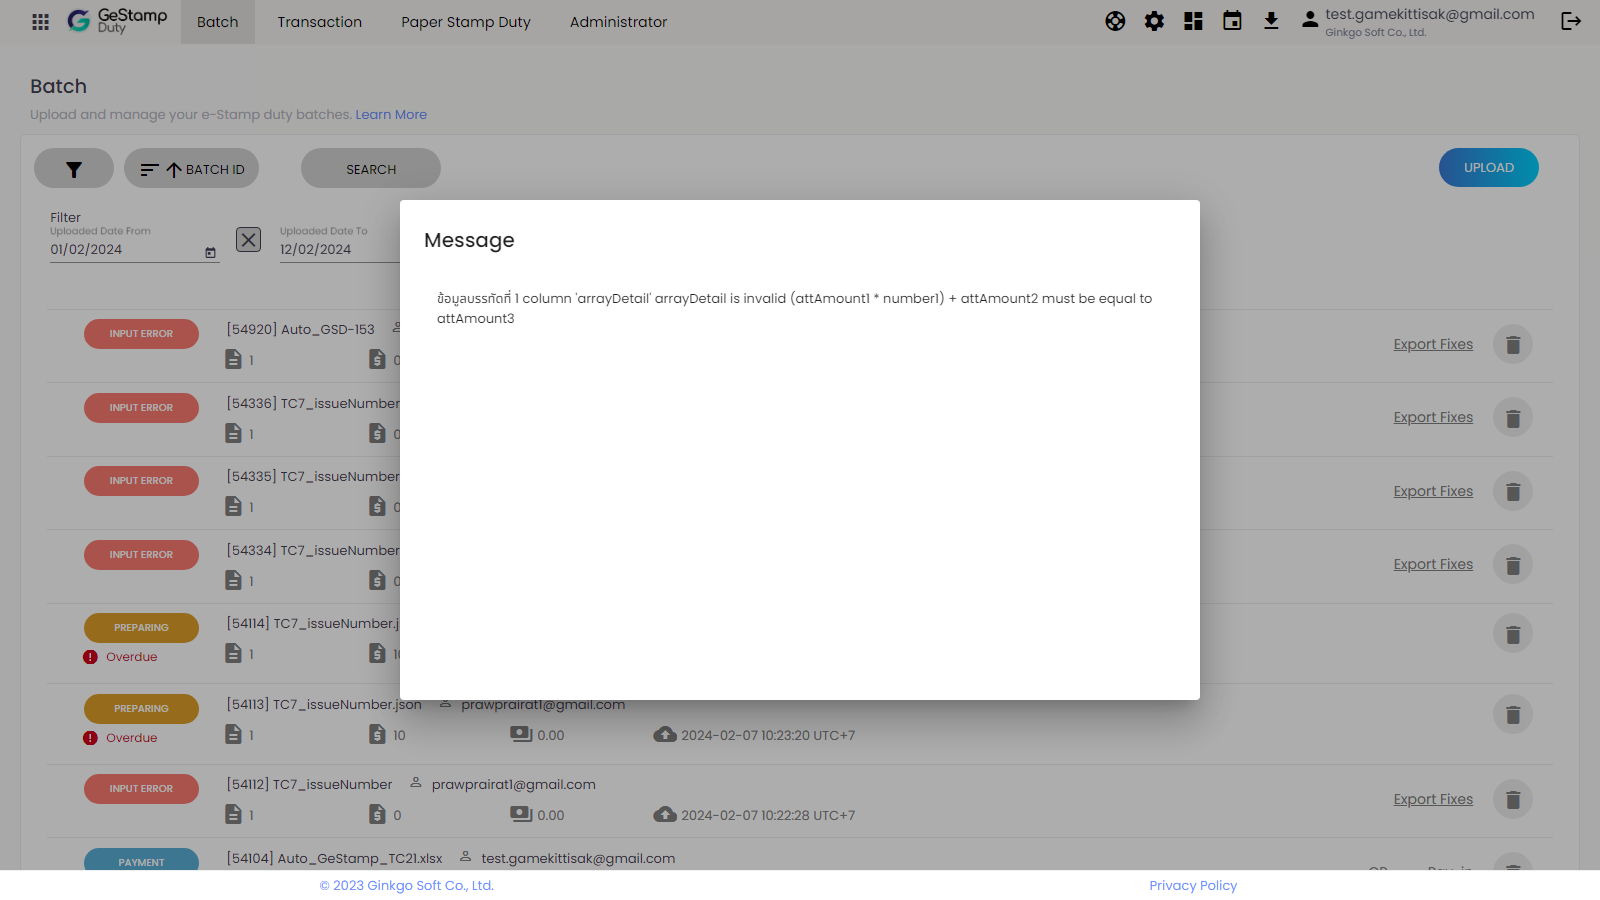 GeStamp
Duty
Batch
Transaction
Paper Stamp Duty
Administrator
test.gamekittisak@gmail.com
Ginkgo Soft Co., Ltd.
Batch
Upload and manage your e-Stamp duty batches. Learn More
BATCH ID
SEARCH
UPLOAD
Filter
Uploaded Date From
01/02/2024
Uploaded Date To
12/02/2024
Message
ข้อมูลบรรทัดที่ 1 column 'arrayDetail' arrayDetail is invalid (attAmount1 * number1) + attAmount2 must be equal to
attAmount3
INPUT ERROR
[54920] Auto_GSD-153
1
0
Export Fixes
INPUT ERROR
[54336] TC7_issueNumber
1
0
Export Fixes
INPUT ERROR
[54335] TC7_issueNumber
1
0
Export Fixes
INPUT ERROR
[54334] TC7_issueNumber
1
0
Export Fixes
PREPARING
Overdue
[54114] TC7_issueNumber.j
1
PREPARING
Overdue
[54113] TC7_issueNumber.json prawprairat1@gmail.com
1
10
0.00
2024-02-07 10:23:20 UTC+7
INPUT ERROR
[54112] TC7_issueNumber prawprairat1@gmail.com
1
0
0.00
2024-02-07 10:22:28 UTC+7
Export Fixes
PAYMENT
[54104] Auto_GeStamp_TC21.xlsx test.gamekittisak@gmail.com
© 2023 Ginkgo Soft Co., Ltd.
Privacy Policy